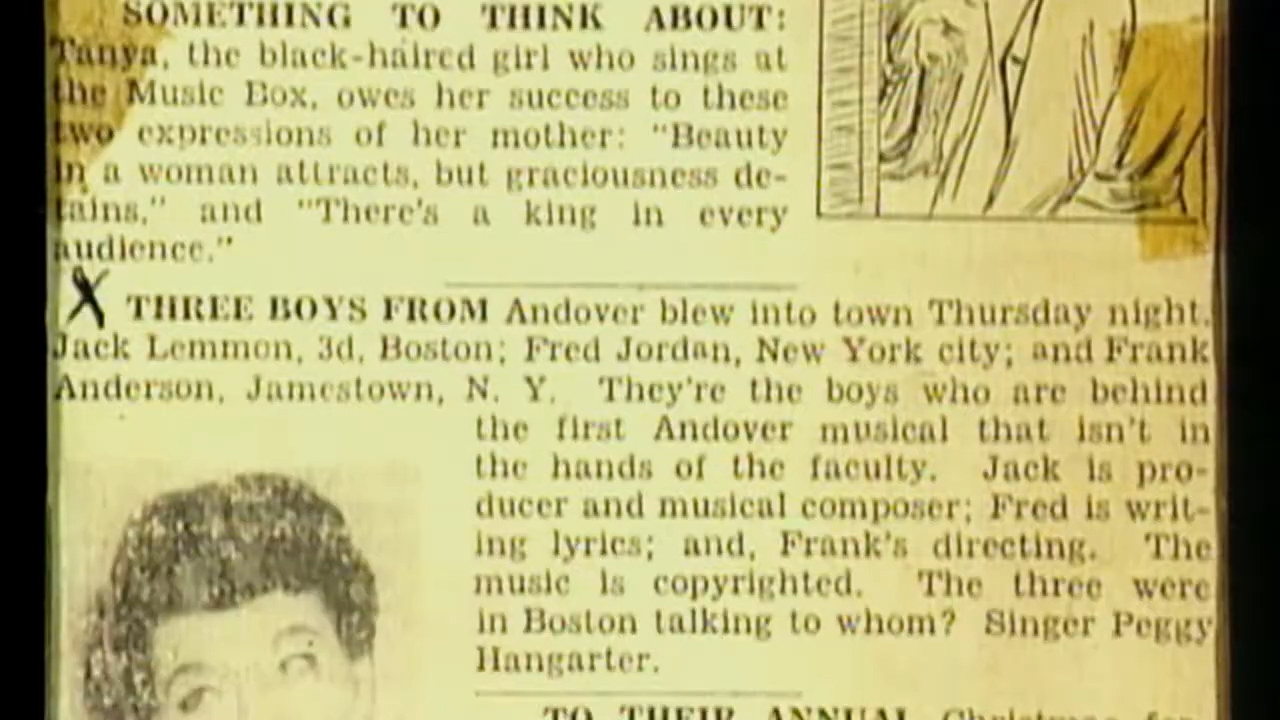 SOMETHING TO THINK ABOUT:
Tanya, the black-haired girl who sings at
the Music Box, owes her success to these
two expressions of her mother: "Beauty
in a woman attracts, but graciousness de-
tains," and "There's a king in every
audience."
X THREE BOYS FROM Andover blew into town Thursday night.
Jack Lemmon, 3d, Boston; Fred Jordan, New York city; and Frank
Anderson, Jamestown, N. Y. They're the boys who are behind
the first Andover musical that isn't in
the hands of the faculty. Jack is pro-
ducer and musical composer; Fred is writ-
ing lyrics; and, Frank's directing. The
music is copyrighted. The three were
in Boston talking to whom? Singer Peggy
Hangarter.
TO THEIR ANNUAL Christmas for